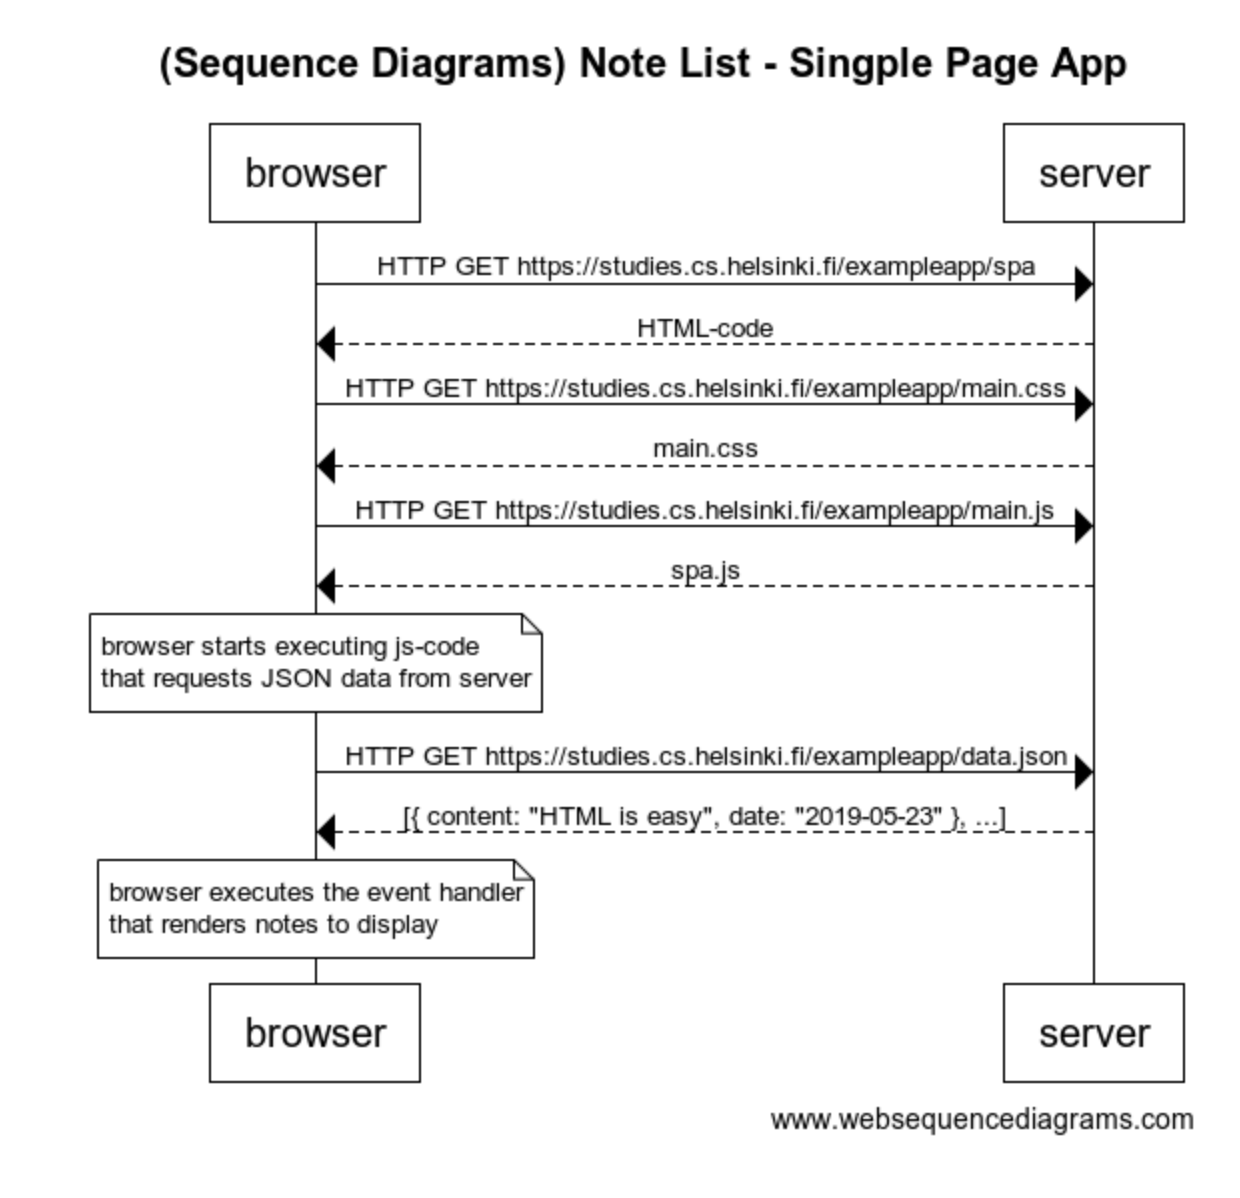 (Sequence Diagrams) Note List - Singple Page App
browser
server
HTTP GET https://studies.cs.helsinki.fi/exampleapp/spa
HTML-code
HTTP GET https://studies.cs.helsinki.fi/exampleapp/main.css
main.css
HTTP GET https://studies.cs.helsinki.fi/exampleapp/main.js
spa.js
browser starts executing js-code
that requests JSON data from server
HTTP GET https://studies.cs.helsinki.fi/exampleapp/data.json
[{ content: "HTML is easy", date: "2019-05-23" }, ...]
browser executes the event handler
that renders notes to display
browser
server
www.websequencediagrams.com